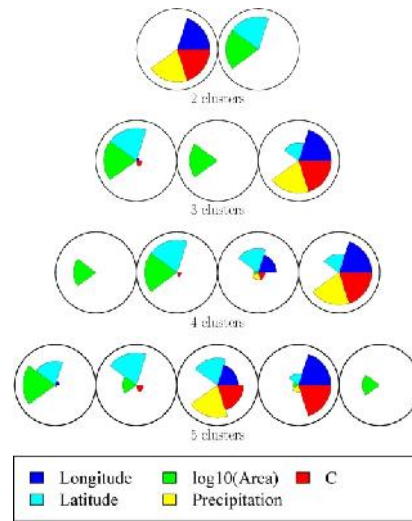 2 clusters
3 clusters
4 clusters
5 clusters
Longitude log10(Area) C
Latitude Precipitation